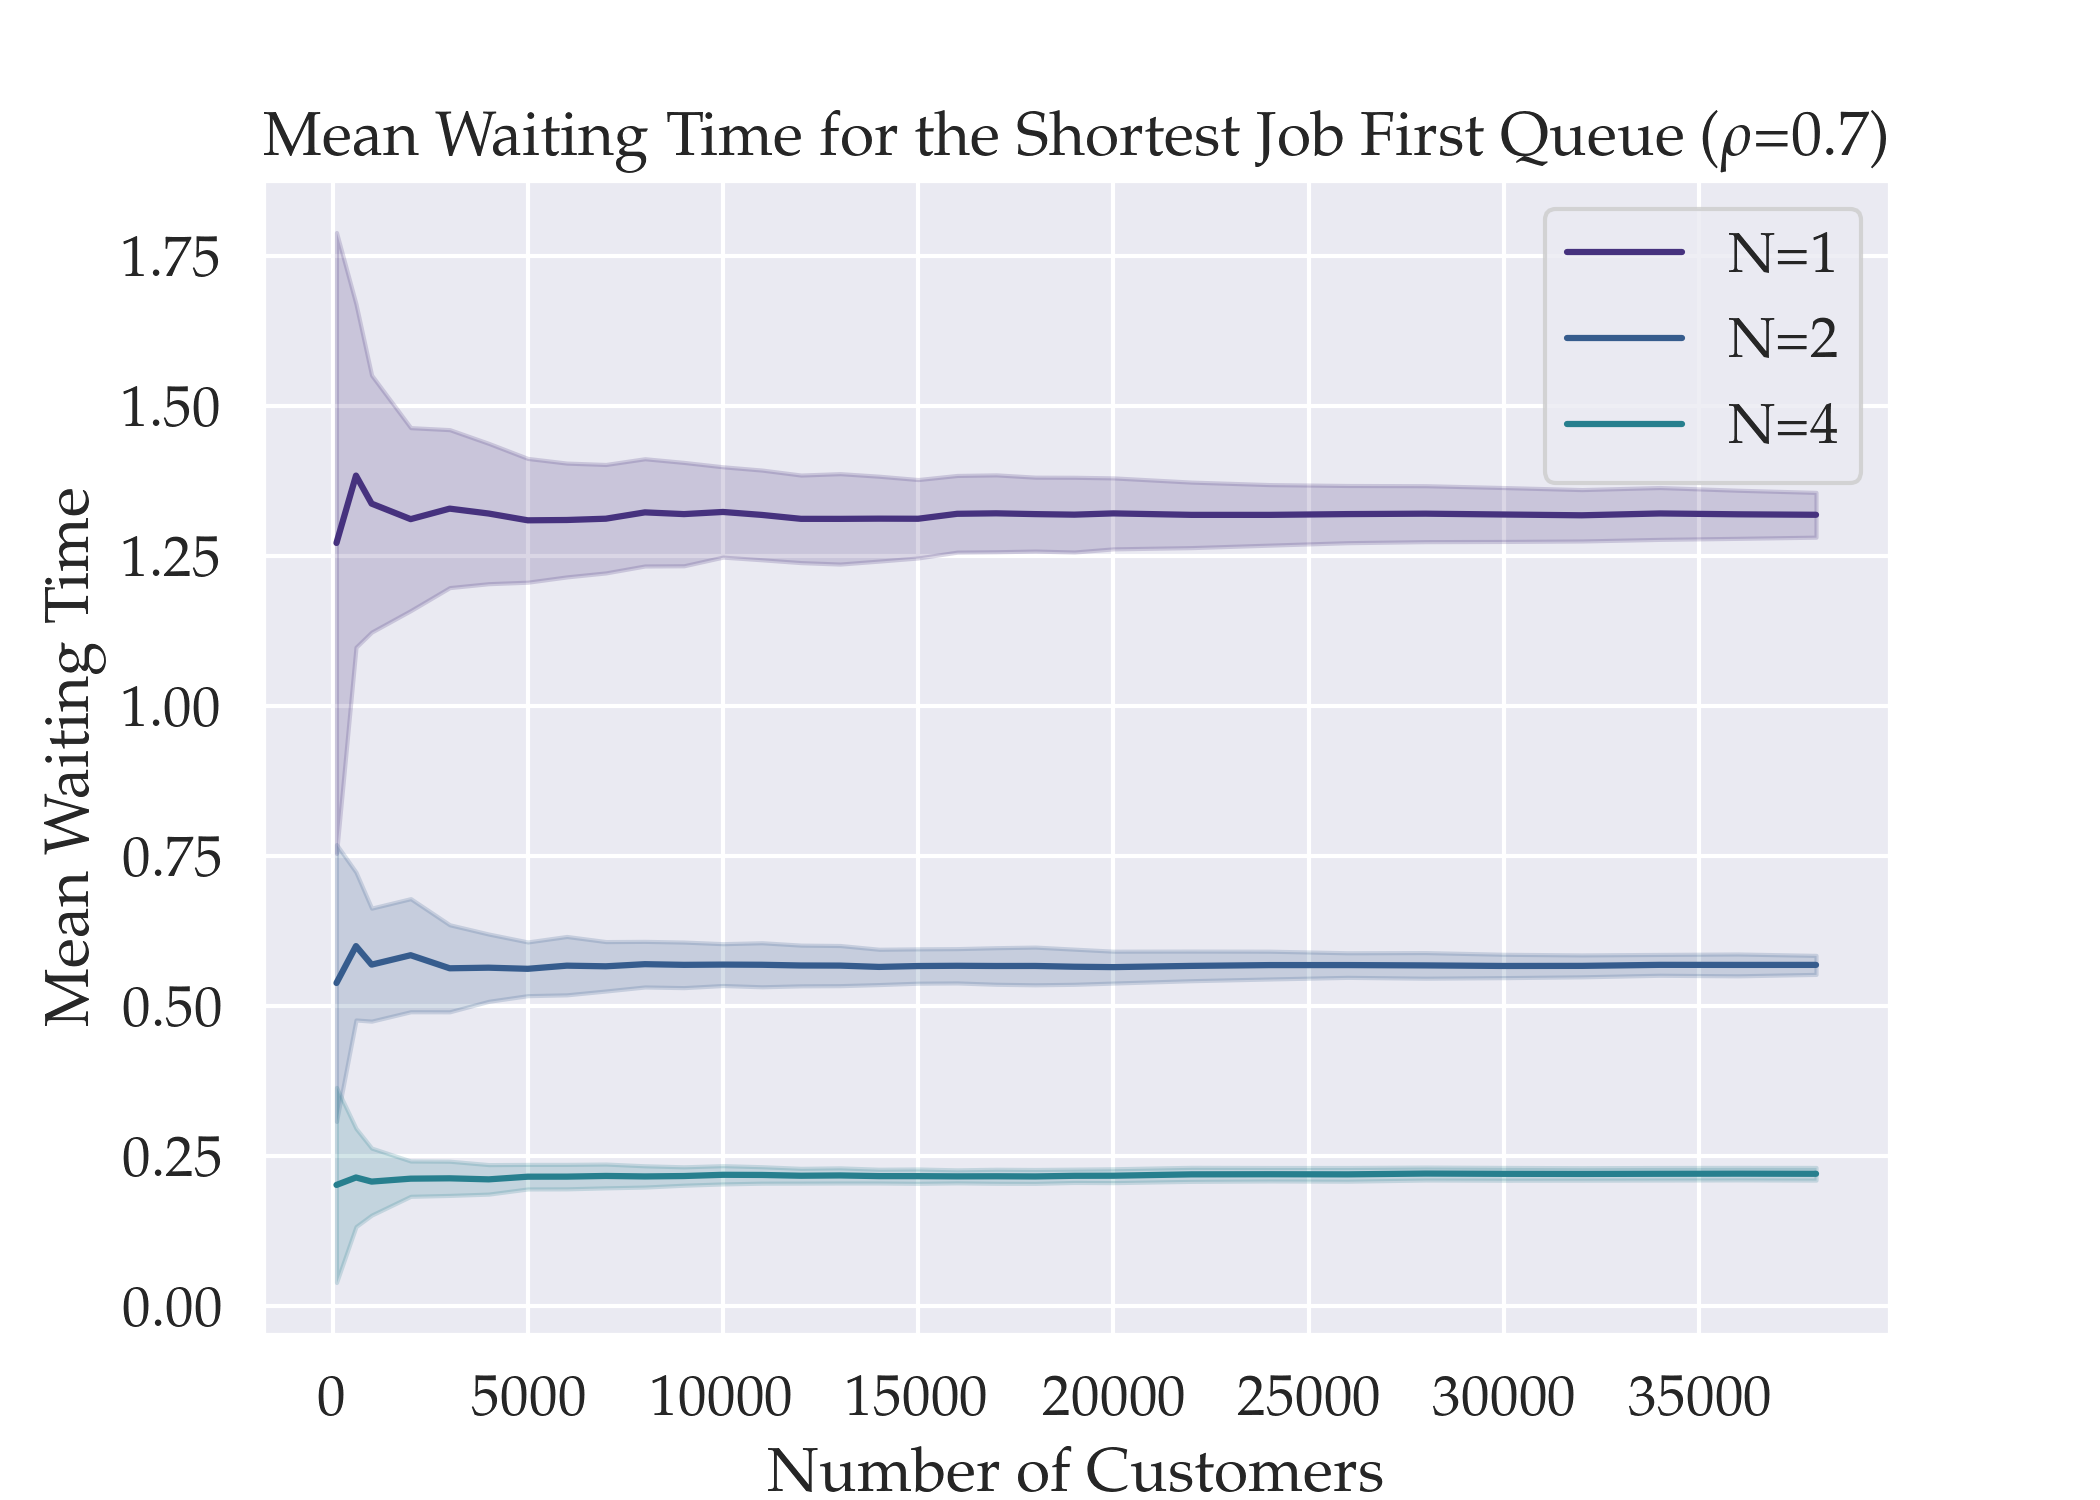 Mean Waiting Time for the Shortest Job First Queue (ρ=0.7)
N=1
N=2
N=4
Mean Waiting Time
1.75
1.50
1.25
1.00
0.75
0.50
0.25
0.00
0 5000 10000 15000 20000 25000 30000 35000
Number of Customers